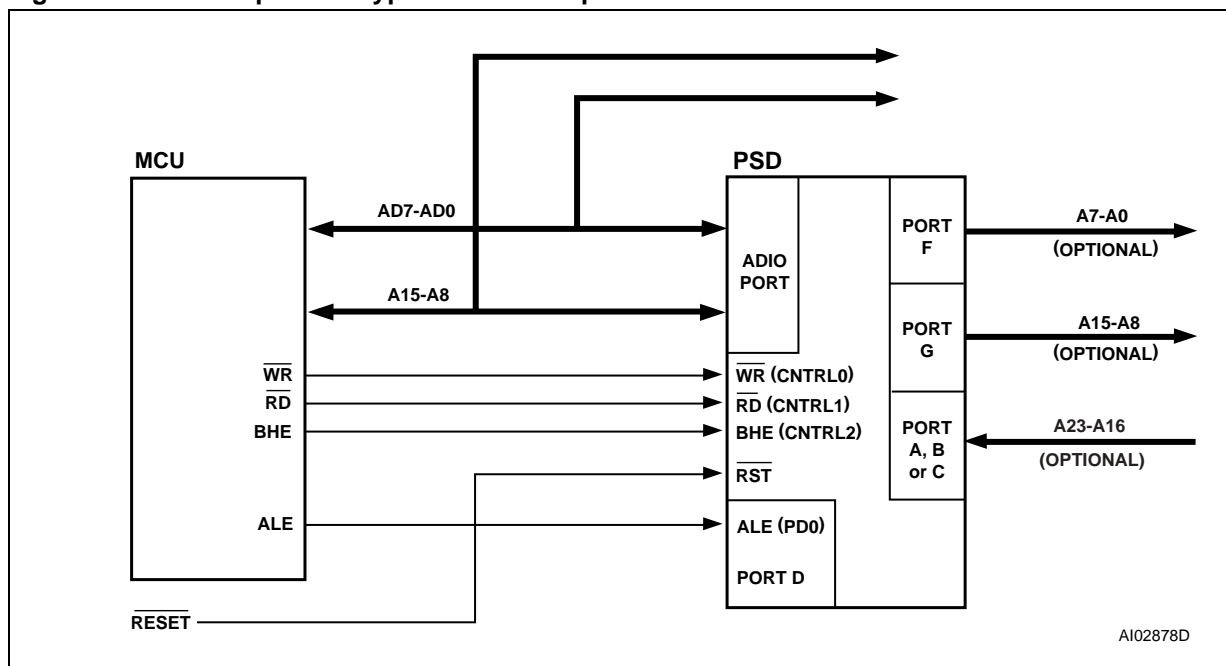 MCU
PSD
AD7-AD0
A15-A8
WR
RD
BHE
ALE
RESET
ADIO
PORT
WR (CNTRL0)
RD (CNTRL1)
BHE (CNTRL2)
RST
ALE (PD0)
PORT D
PORT
F
PORT
G
PORT
A, B
or C
A7-A0
(OPTIONAL)
A15-A8
(OPTIONAL)
A23-A16
(OPTIONAL)
AI02878D